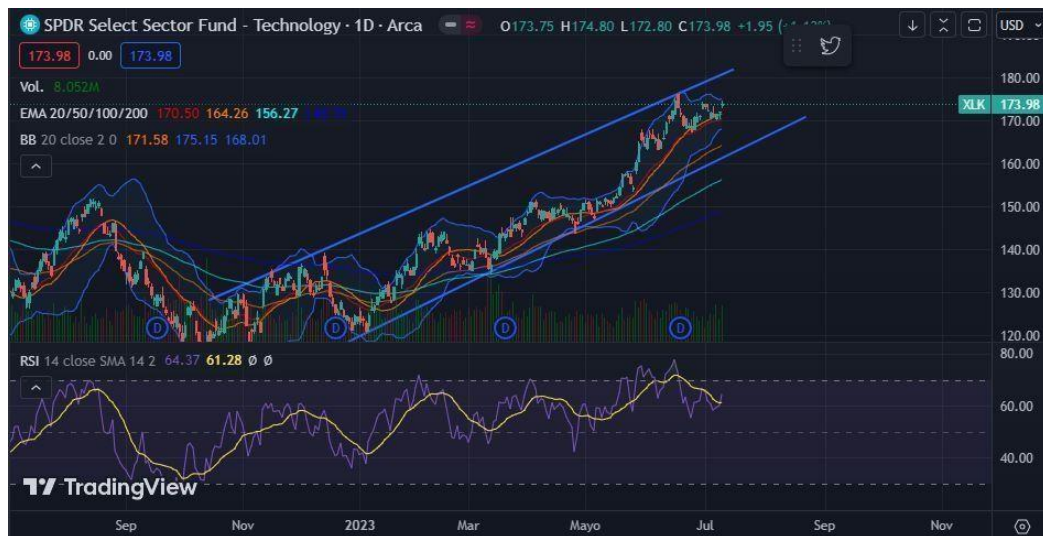 SPDR Select Sector Fund - Technology · 1D · Arca O173.75 H174.80 L172.80 C173.98 +1.95 USD
173.98 0.00 173.98
Vol. 8.052M
EMA 20/50/100/200 170.50 164.26 156.27
BB 20 close 2 0 171.58 175.15 168.01
180.00
XLK 173.98
170.00
160.00
150.00
140.00
130.00
120.00
D D D D
RSI 14 close SMA 14 2 64.37 61.28 Ø Ø
80.00
60.00
40.00
TradingView
Sep Nov 2023 Mar Mayo Jul Sep Nov